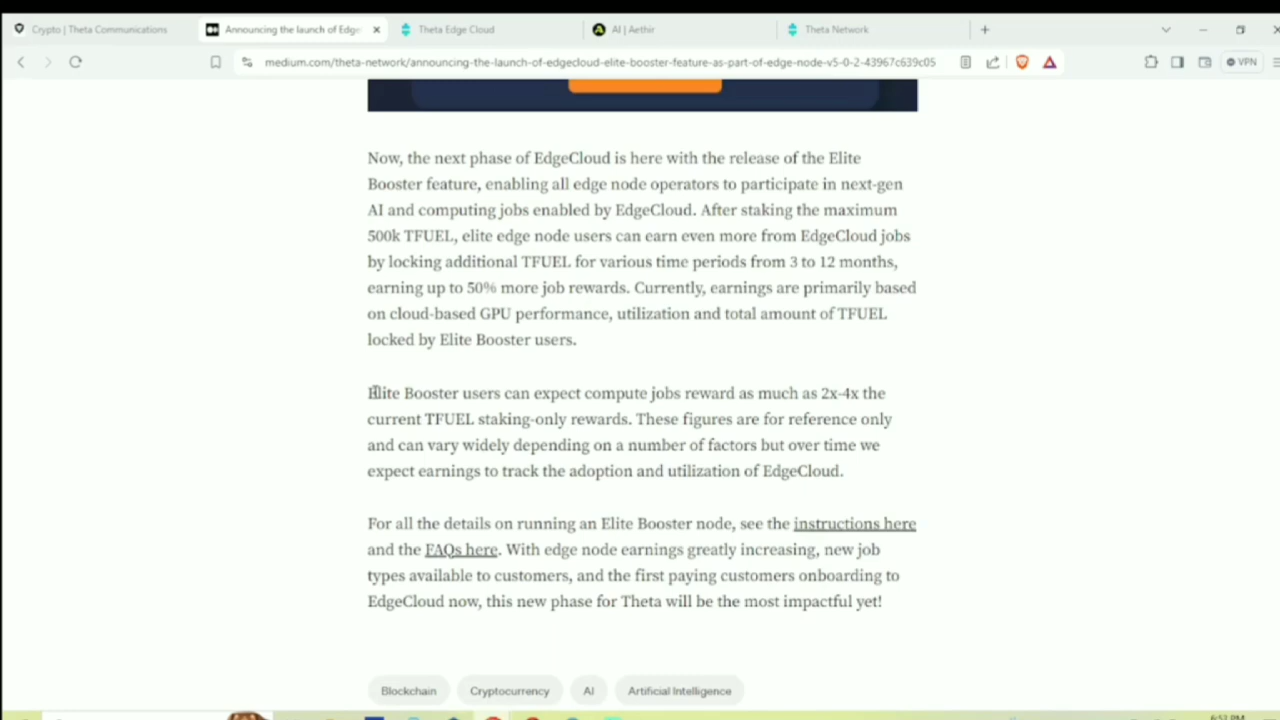 Crypto | Theta Communications
Announcing the launch of Edge
Theta Edge Cloud
AI | Aethir
Theta Network
medium.com/theta-network/announcing-the-launch-of-edgecloud-elite-booster-feature-as-part-of-edge-node-v5-0-2-43967c639c05
VPN
Now, the next phase of EdgeCloud is here with the release of the Elite
Booster feature, enabling all edge node operators to participate in next-gen
AI and computing jobs enabled by EdgeCloud. After staking the maximum
500k TFUEL, elite edge node users can earn even more from EdgeCloud jobs
by locking additional TFUEL for various time periods from 3 to 12 months,
earning up to 50% more job rewards. Currently, earnings are primarily based
on cloud-based GPU performance, utilization and total amount of TFUEL
locked by Elite Booster users.
Elite Booster users can expect compute jobs reward as much as 2x-4x the
current TFUEL staking-only rewards. These figures are for reference only
and can vary widely depending on a number of factors but over time we
expect earnings to track the adoption and utilization of EdgeCloud.
For all the details on running an Elite Booster node, see the instructions here
and the FAQs here. With edge node earnings greatly increasing, new job
types available to customers, and the first paying customers onboarding to
EdgeCloud now, this new phase for Theta will be the most impactful yet!
Blockchain
Cryptocurrency
AI
Artificial Intelligence
6:53 PM